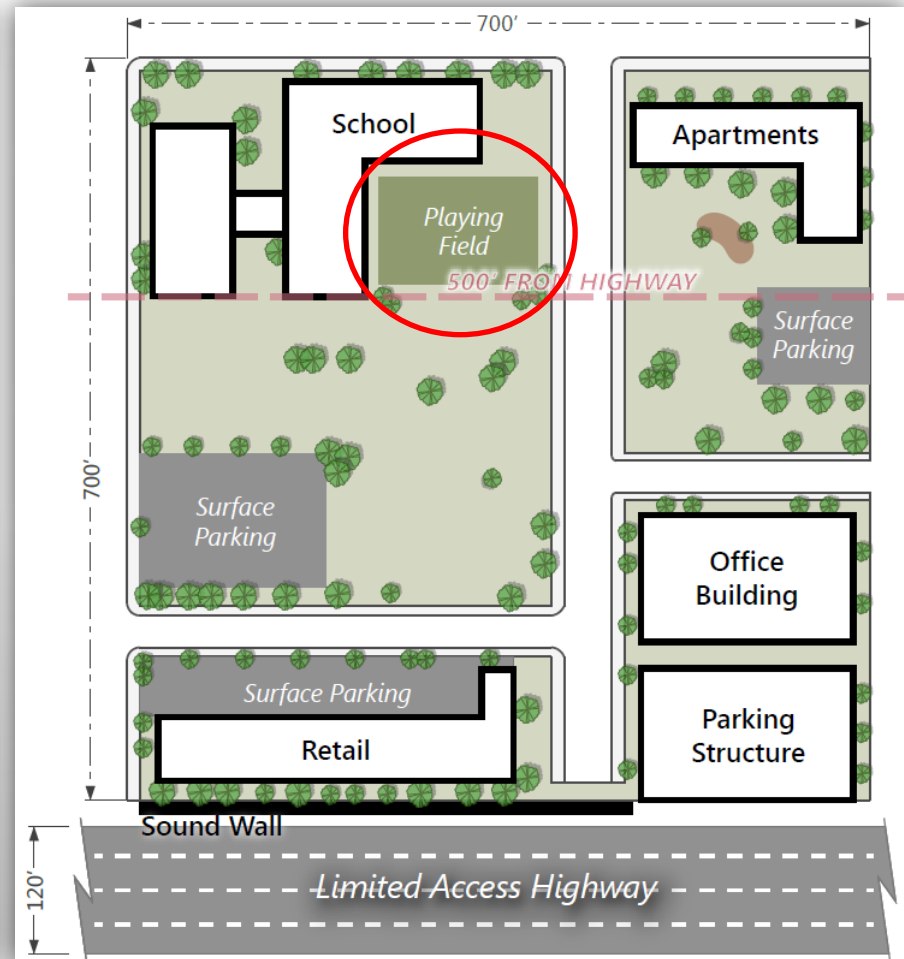 700'
School
Apartments
Playing
Field
500' FROM HIGHWAY
Surface
Parking
700'
Surface
Parking
Office
Building
Surface Parking
Retail
Parking
Structure
Sound Wall
120'
Limited Access Highway